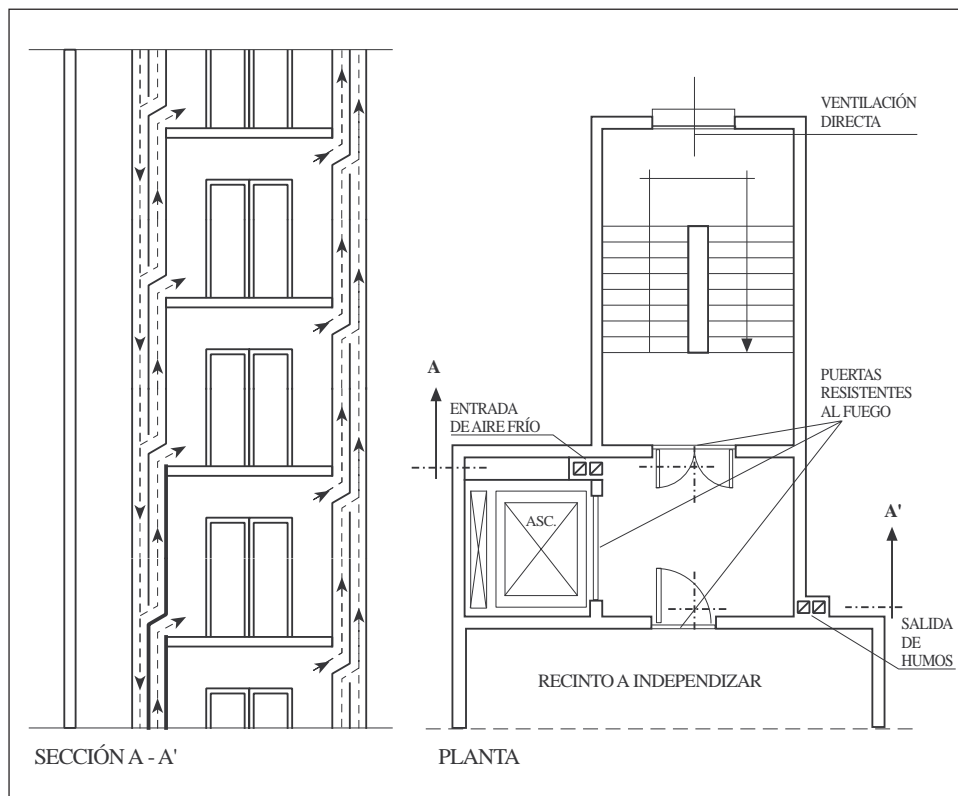 VENTILACIÓN
DIRECTA
A
ENTRADA
DE AIRE FRÍO
PUERTAS
RESISTENTES
AL FUEGO
ASC.
A'
SALIDA
DE
HUMOS
RECINTO A INDEPENDIZAR
SECCIÓN A - A'
PLANTA